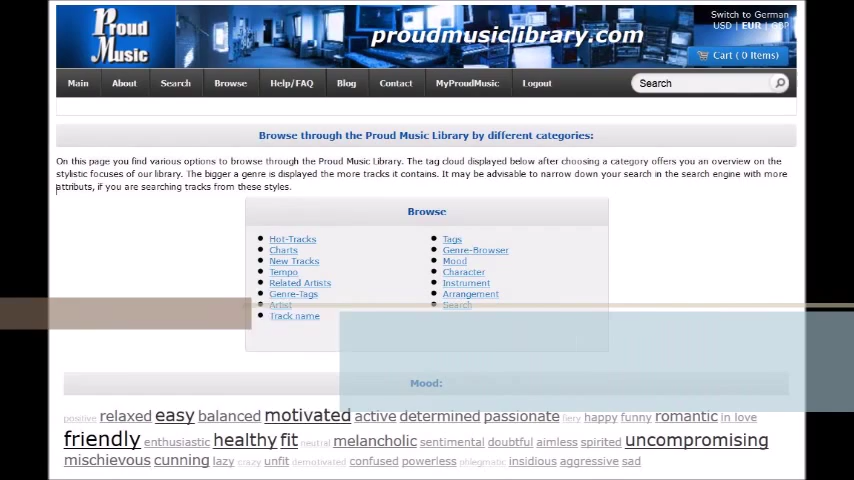 Proud
Music
proudmusiclibrary.com
Switch to German
USD | EUR | GBP
Cart ( 0 Items)
Main About Search Browse Help/FAQ Blog Contact MyProudMusic Logout Search
Browse through the Proud Music Library by different categories:
On this page you find various options to browse through the Proud Music Library. The tag cloud displayed below after choosing a category offers you an overview on the
stylistic focuses of our library. The bigger a genre is displayed the more tracks it contains. It may be advisable to narrow down your search in the search engine with more
attributs, if you are searching tracks from these styles.
Browse
Hot-Tracks
Charts
New Tracks
Tempo
Related Artists
Genre-Tags
Artist
Track name
Tags
Genre-Browser
Mood
Character
Instrument
Arrangement
Search
Mood:
positive relaxed easy balanced motivated active determined passionate fiery happy funny romantic in love
friendly enthusiastic healthy fit neutral melancholic sentimental doubtful aimless spirited uncompromising
mischievous cunning lazy crazy unfit demotivated confused powerless phlegmatic insidious aggressive sad